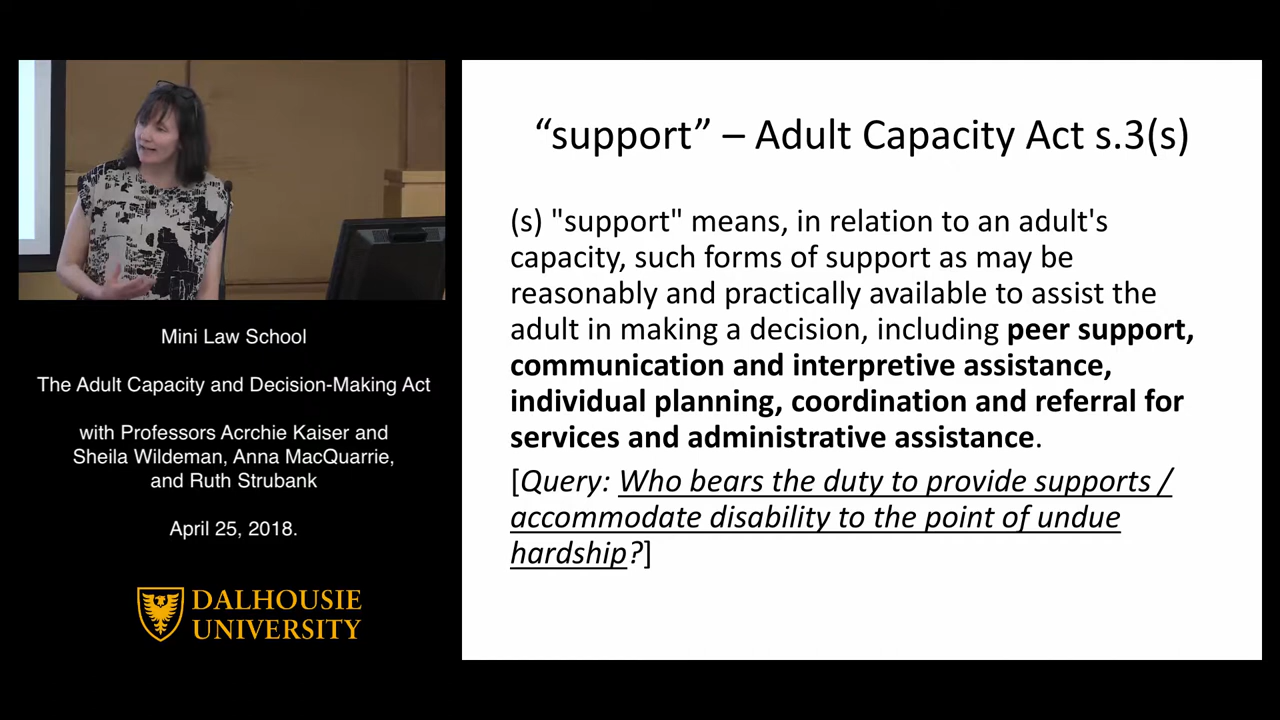 "support" – Adult Capacity Act s.3(s)
(s) "support" means, in relation to an adult's
capacity, such forms of support as may be
reasonably and practically available to assist the
adult in making a decision, including peer support,
communication and interpretive assistance,
individual planning, coordination and referral for
services and administrative assistance.
[Query: Who bears the duty to provide supports /
accommodate disability to the point of undue
hardship?]
Mini Law School
The Adult Capacity and Decision-Making Act
with Professors Acrchie Kaiser and
Sheila Wildeman, Anna MacQuarrie,
and Ruth Strubank
April 25, 2018.
DALHOUSIE
UNIVERSITY